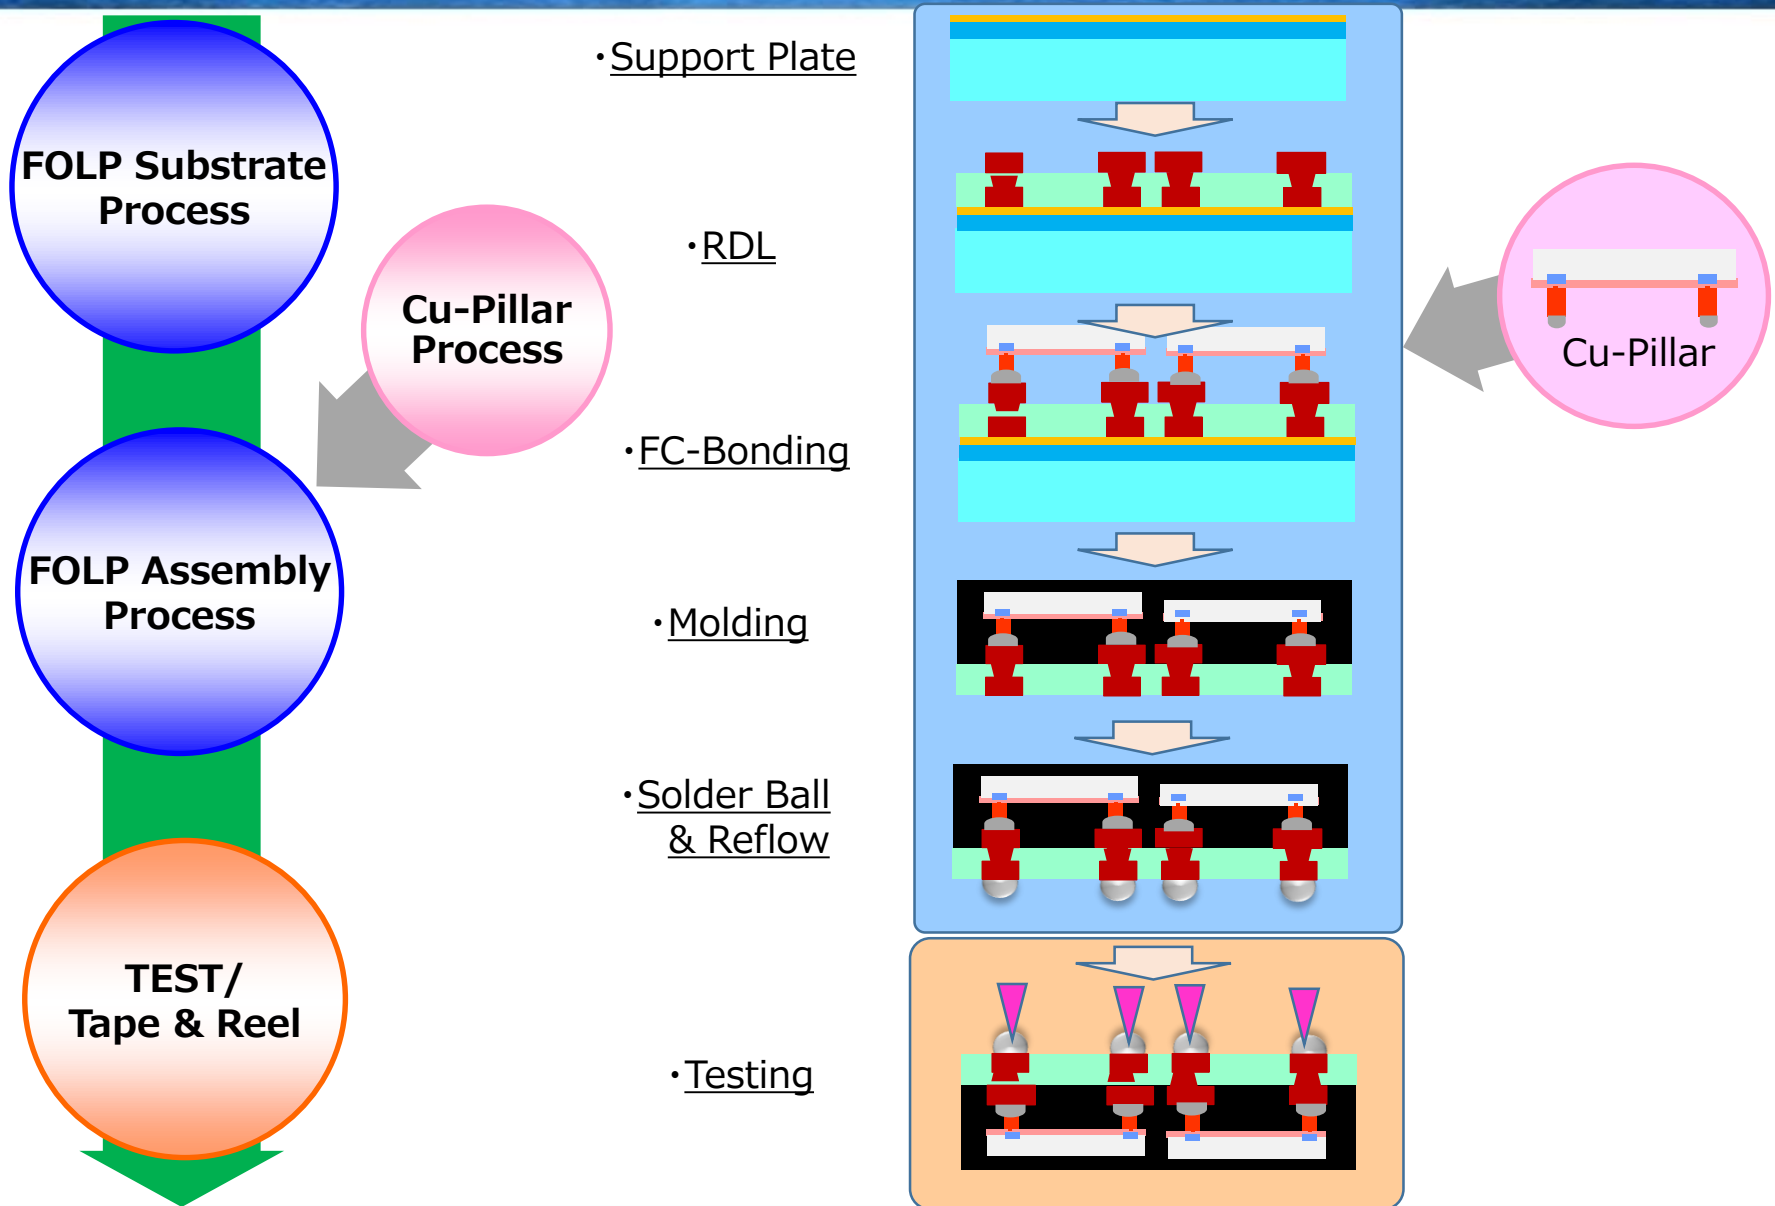 FOLP Substrate
Process
Cu-Pillar
Process
FOLP Assembly
Process
TEST/
Tape & Reel
・Support Plate
・RDL
・FC-Bonding
・Molding
・Solder Ball
& Reflow
・Testing
Cu-Pillar